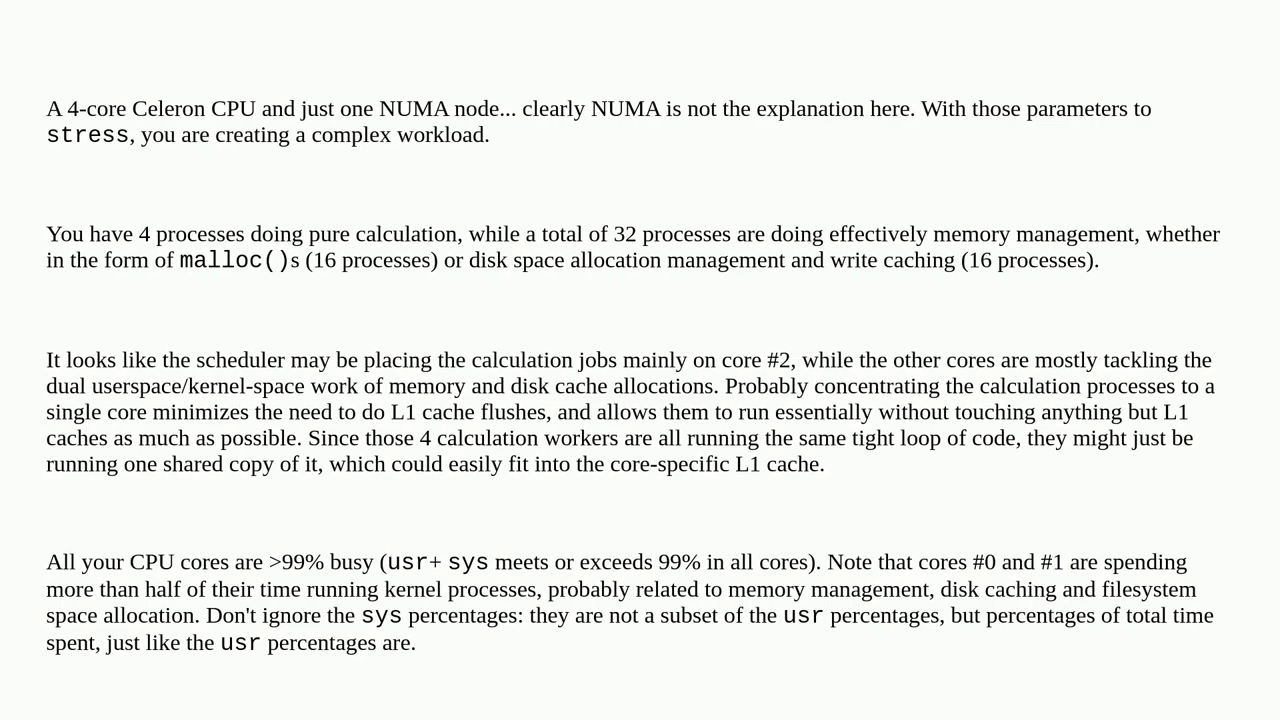 A 4-core Celeron CPU and just one NUMA node... clearly NUMA is not the explanation here. With those parameters to
stress, you are creating a complex workload.
You have 4 processes doing pure calculation, while a total of 32 processes are doing effectively memory management, whether
in the form of malloc()s (16 processes) or disk space allocation management and write caching (16 processes).
It looks like the scheduler may be placing the calculation jobs mainly on core #2, while the other cores are mostly tackling the
dual userspace/kernel-space work of memory and disk cache allocations. Probably concentrating the calculation processes to a
single core minimizes the need to do L1 cache flushes, and allows them to run essentially without touching anything but L1
caches as much as possible. Since those 4 calculation workers are all running the same tight loop of code, they might just be
running one shared copy of it, which could easily fit into the core-specific L1 cache.
All your CPU cores are >99% busy (usr+ sys meets or exceeds 99% in all cores). Note that cores #0 and #1 are spending
more than half of their time running kernel processes, probably related to memory management, disk caching and filesystem
space allocation. Don't ignore the sys percentages: they are not a subset of the usr percentages, but percentages of total time
spent, just like the usr percentages are.